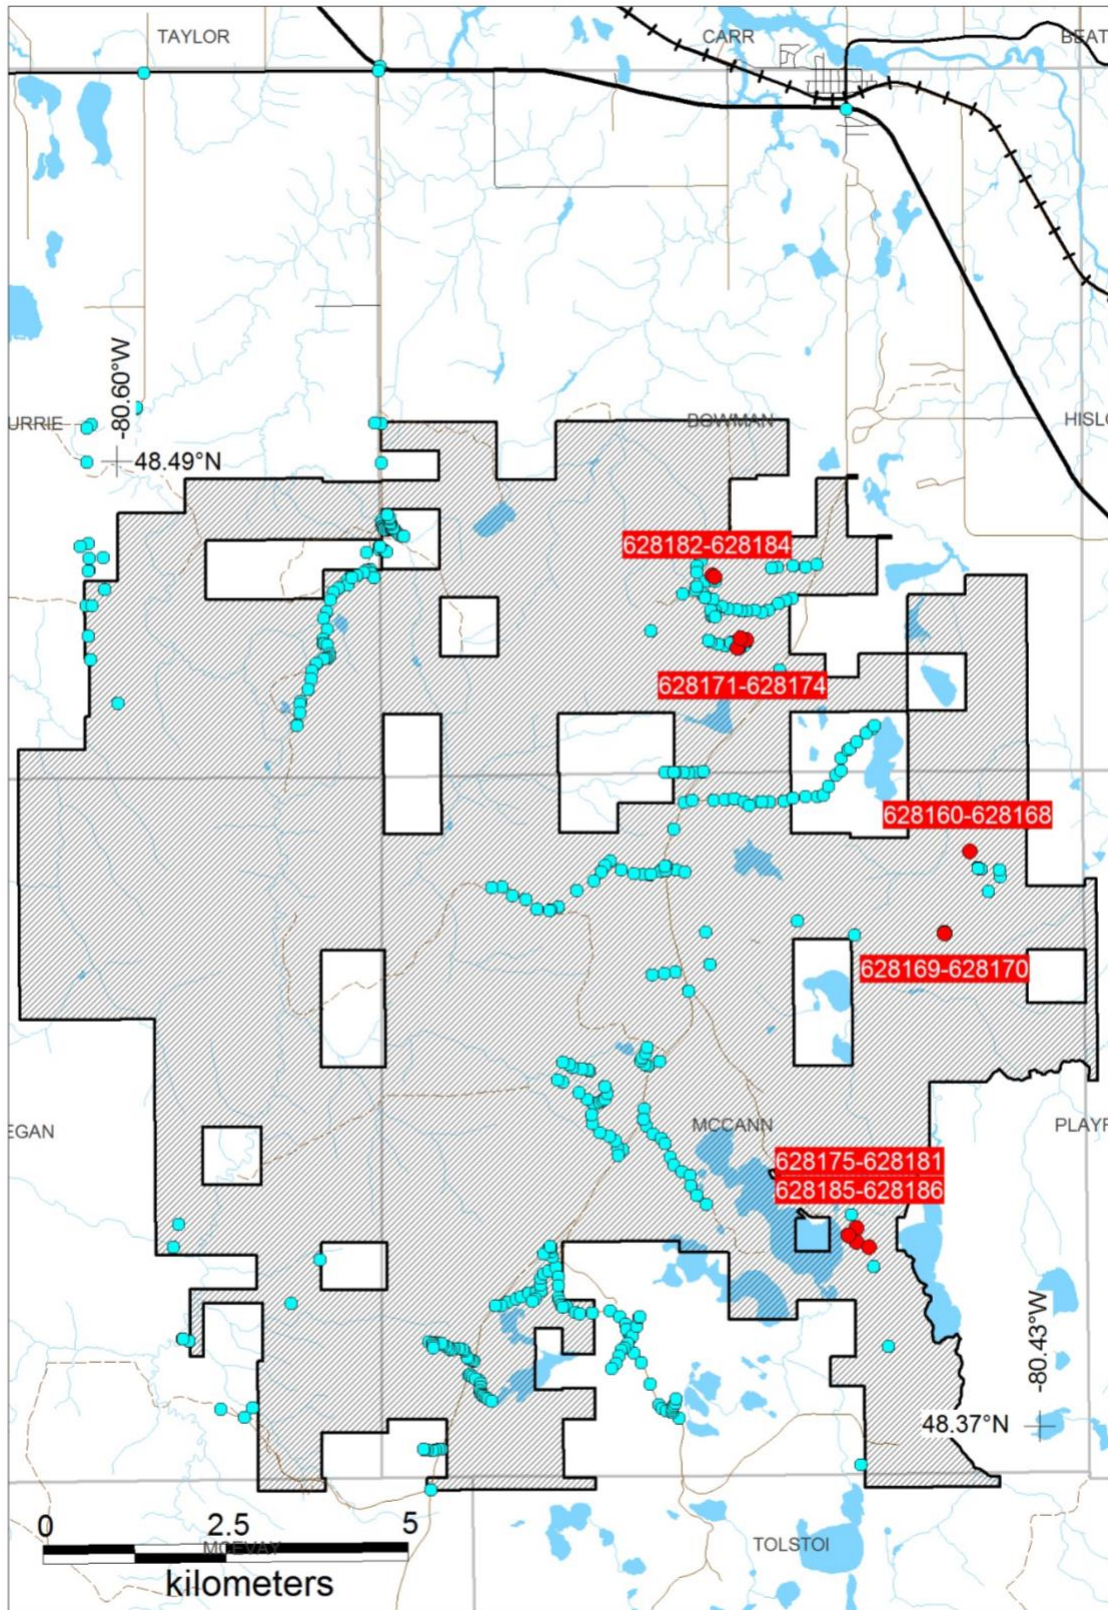 TAYLOR
CARR
BEAT
-80.60°W
URRIE
BOWMAN
HISLO
48.49°N
628182-628184
628171-628174
628160-628168
628169-628170
EGAN
MCCANN
PLAYF
628175-628181
628185-628186
-80.43°W
48.37°N
0 2.5 5
MCEVAY
kilometers
TOLSTOI